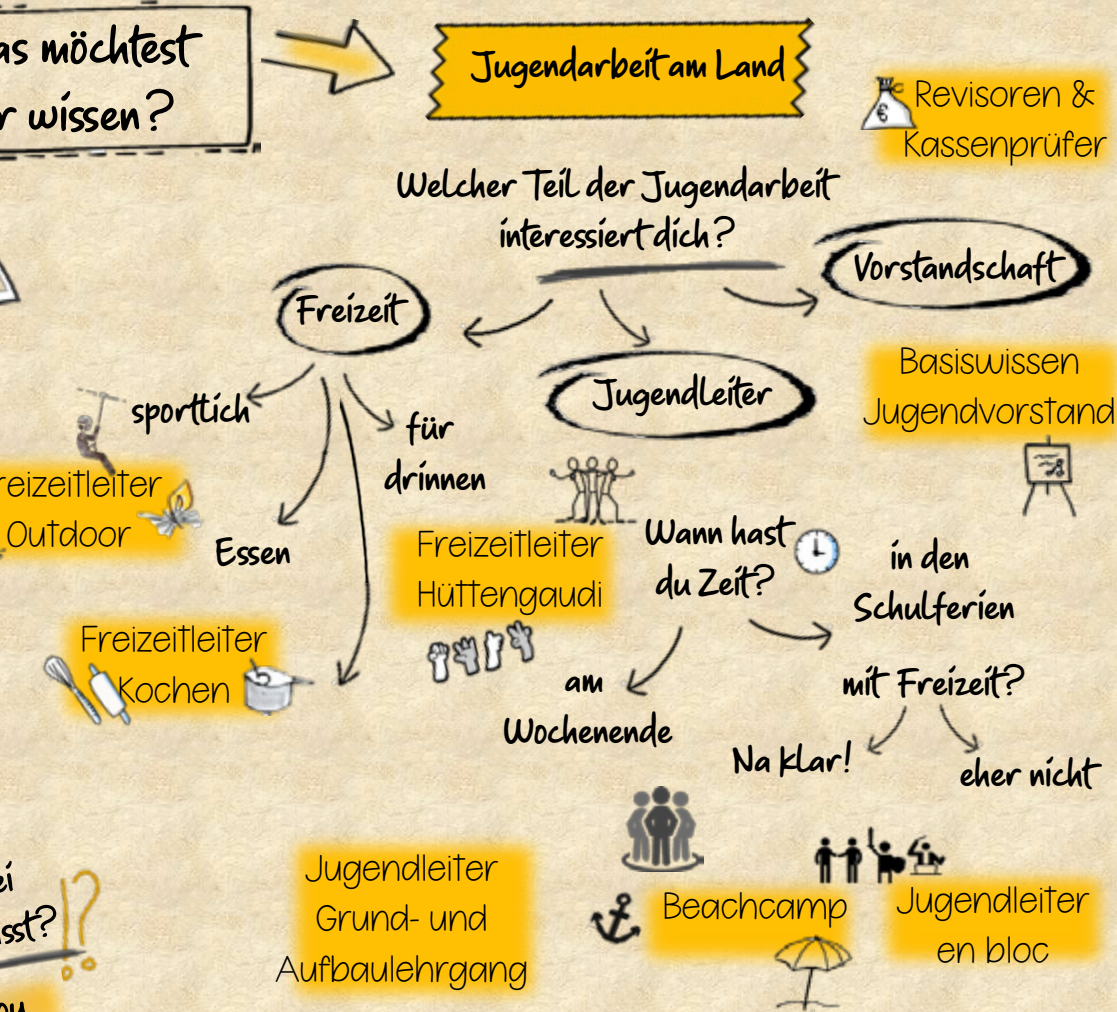 as möchtest
r wissen?
Jugendarbeit am Land
Revisoren &
Kassenprüfer
Welcher Teil der Jugendarbeit
interessiert dich?
Vorstandschaft
Freizeit
Jugendleiter
Basiswissen
Jugendvorstand
sportlich
für
drinnen
reizeitleiter
Outdoor
Essen
Freizeitleiter
Hüttengaudi
Wann hast
du Zeit?
in den
Schulferien
Freizeitleiter
Kochen
am
Wochenende
mit Freizeit?
Na klar!
eher nicht
ei
sst?
Jugendleiter
Grund- und
Aufbaulehrgang
Beachcamp
Jugendleiter
en bloc